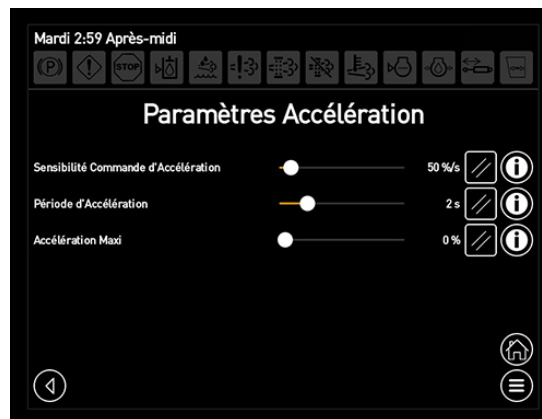 Mardi 2:59 Après-midi
(P)
STOP
Paramètres Accélération
Sensibilité Commande d'Accélération 50 %/s
Période d'Accélération 2 s
Accélération Maxi 0 %